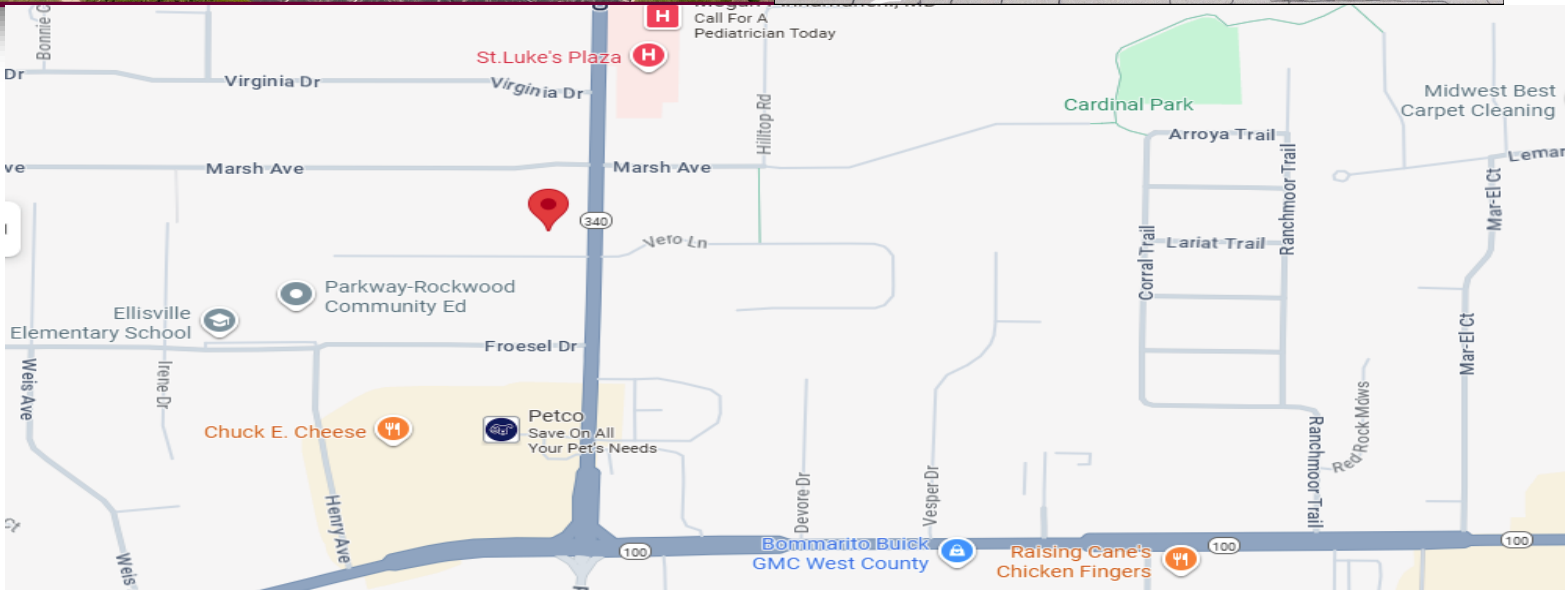 Call For A
Pediatrician Today
St.Luke's Plaza
Dr
Virginia Dr
Virginia Dr
Hilltop Rd
Cardinal Park
Midwest Best
Carpet Cleaning
Arroya Trail
ve
Marsh Ave
Marsh Ave
Ranchmoor Trail
Mar-El Ct
340
Vero Ln
Corral Trail
Lariat Trail
Parkway-Rockwood
Community Ed
Ellisville
Elementary School
Froesel Dr
Mar-El Ct
Weis Ave
Irene Dr
Chuck E. Cheese
Petco
Save On All
Your Pet's Needs
Red Rock Mdws
Ranchmoor Trail
Devore Dr
Vesper Dr
Henry Ave
Ct
Weis
100
Bommarito Buick
GMC West County
Raising Cane's
Chicken Fingers
100
100